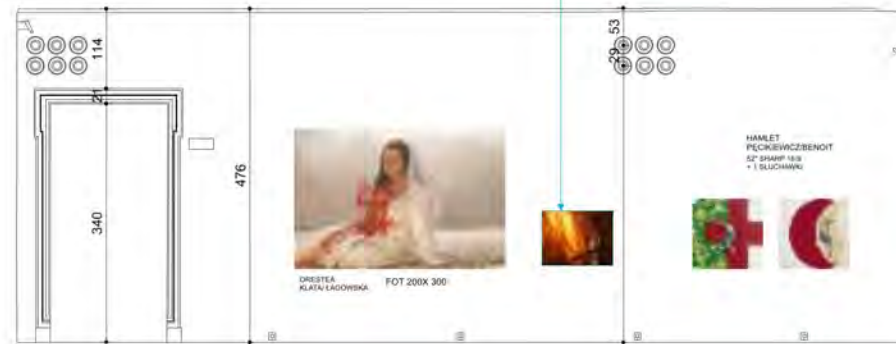 114
21
340
476
53
29
ORESTEA
KLATA/ ŁAGOWSKA
FOT 200X 300
HAMLET
PĘCIKIEWICZ/BENOIT
52" SHARP 16/9
+ 1 SŁUCHAWKI